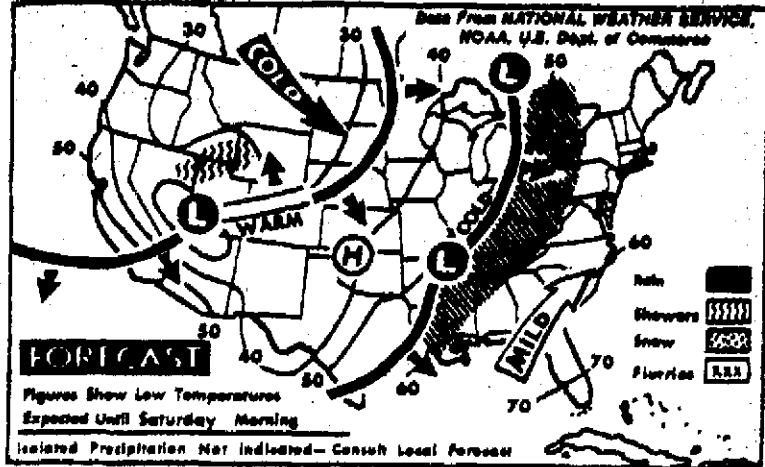 Data From NATIONAL WEATHER SERVICE,
NOAA, U.S. Dept. of Commerce
30
30
COLD
40
L
50
40
50
L
WARM
COLD
H
L
60
Rain
Showers
Snow
Flurries
MILD
FORECAST
50
40
50
60
70
70
Figures Show Low Temperatures
Expected Until Saturday Morning
Isolated Precipitation Not Indicated— Consult Local Forecast